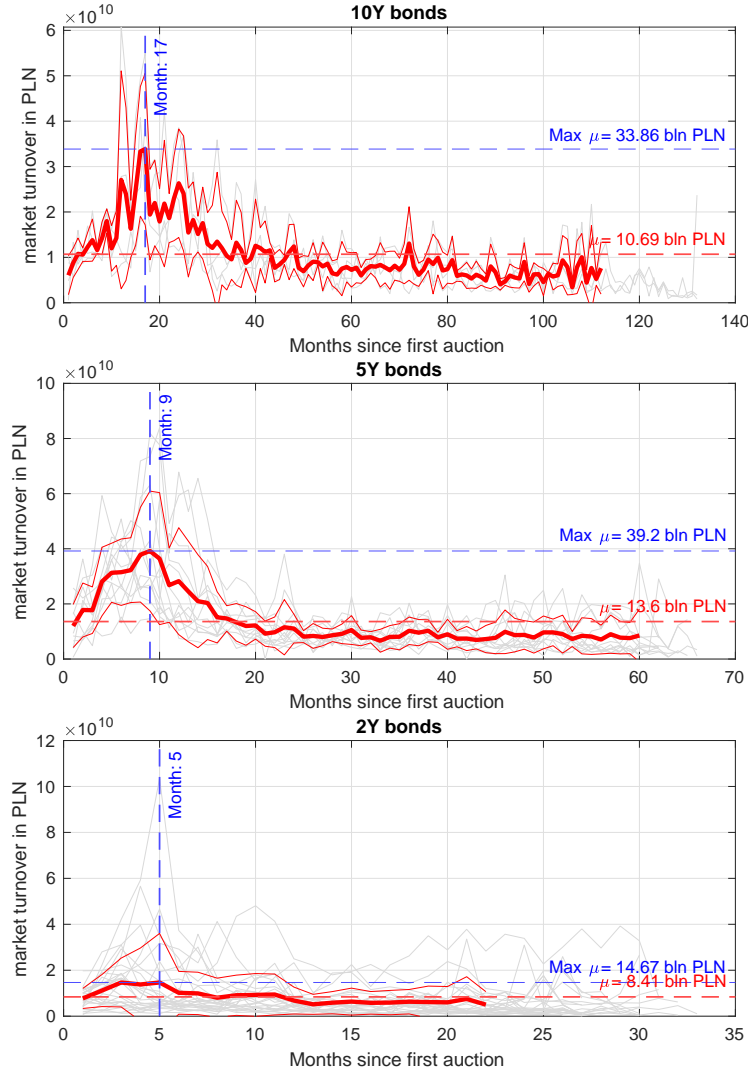 10Y bonds
×10^10
6
5
4
3
2
1
0
market turnover in PLN
Month: 17
Max μ= 33.86 bln PLN
μ= 10.69 bln PLN
0 20 40 60 80 100 120 140
Months since first auction
5Y bonds
×10^10
10
8
6
4
2
0
market turnover in PLN
Month: 9
Max μ= 39.2 bln PLN
μ= 13.6 bln PLN
0 10 20 30 40 50 60 70
Months since first auction
2Y bonds
×10^10
12
10
8
6
4
2
0
market turnover in PLN
Month: 5
Max μ= 14.67 bln PLN
μ= 8.41 bln PLN
0 5 10 15 20 25 30 35
Months since first auction